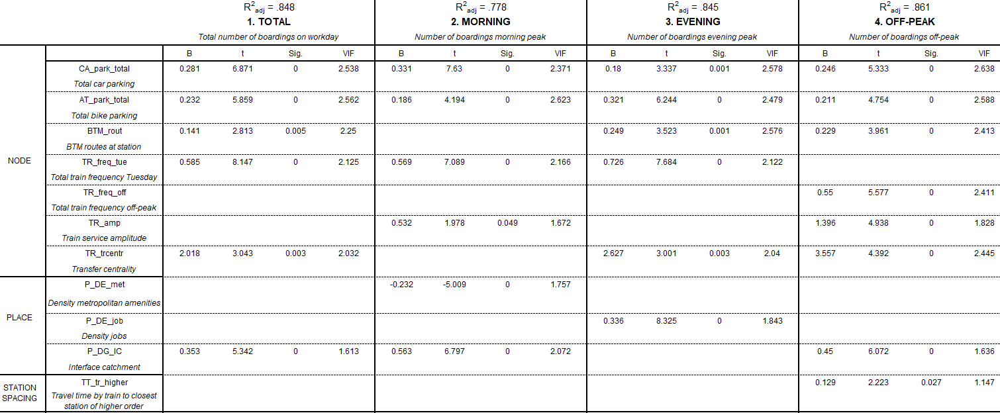 R²adj = .848 R²adj = .778 R²adj = .845 R²adj = .861
1. TOTAL 2. MORNING 3. EVENING 4. OFF-PEAK
Total number of boardings on workday Number of boardings morning peak Number of boardings evening peak Number of boardings off-peak
B t Sig. VIF B t Sig. VIF B t Sig. VIF B t Sig. VIF
CA_park_total 0.281 6.871 0 2.538 0.331 7.63 0 2.371 0.18 3.337 0.001 2.578 0.246 5.333 0 2.638
Total car parking
AT_park_total 0.232 5.859 0 2.562 0.186 4.194 0 2.623 0.321 6.244 0 2.479 0.211 4.754 0 2.588
Total bike parking
BTM_rout 0.141 2.813 0.005 2.25 0.249 3.523 0.001 2.576 0.229 3.961 0 2.413
BTM routes at station
NODE
TR_freq_tue 0.585 8.147 0 2.125 0.569 7.089 0 2.166 0.726 7.684 0 2.122
Total train frequency Tuesday
TR_freq_off 0.55 5.577 0 2.411
Total train frequency off-peak
TR_amp 0.532 1.978 0.049 1.672 1.396 4.938 0 1.828
Train service amplitude
TR_trcentr 2.018 3.043 0.003 2.032 2.627 3.001 0.003 2.04 3.557 4.392 0 2.445
Transfer centrality
P_DE_met -0.232 -5.009 0 1.757
Density metropolitan amenities
PLACE
P_DE_job 0.336 8.325 0 1.843
Density jobs
P_DG_IC 0.353 5.342 0 1.613 0.563 6.797 0 2.072 0.45 6.072 0 1.636
Interface catchment
STATION
SPACING
TT_tr_higher 0.129 2.223 0.027 1.147
Travel time by train to closest
station of higher order